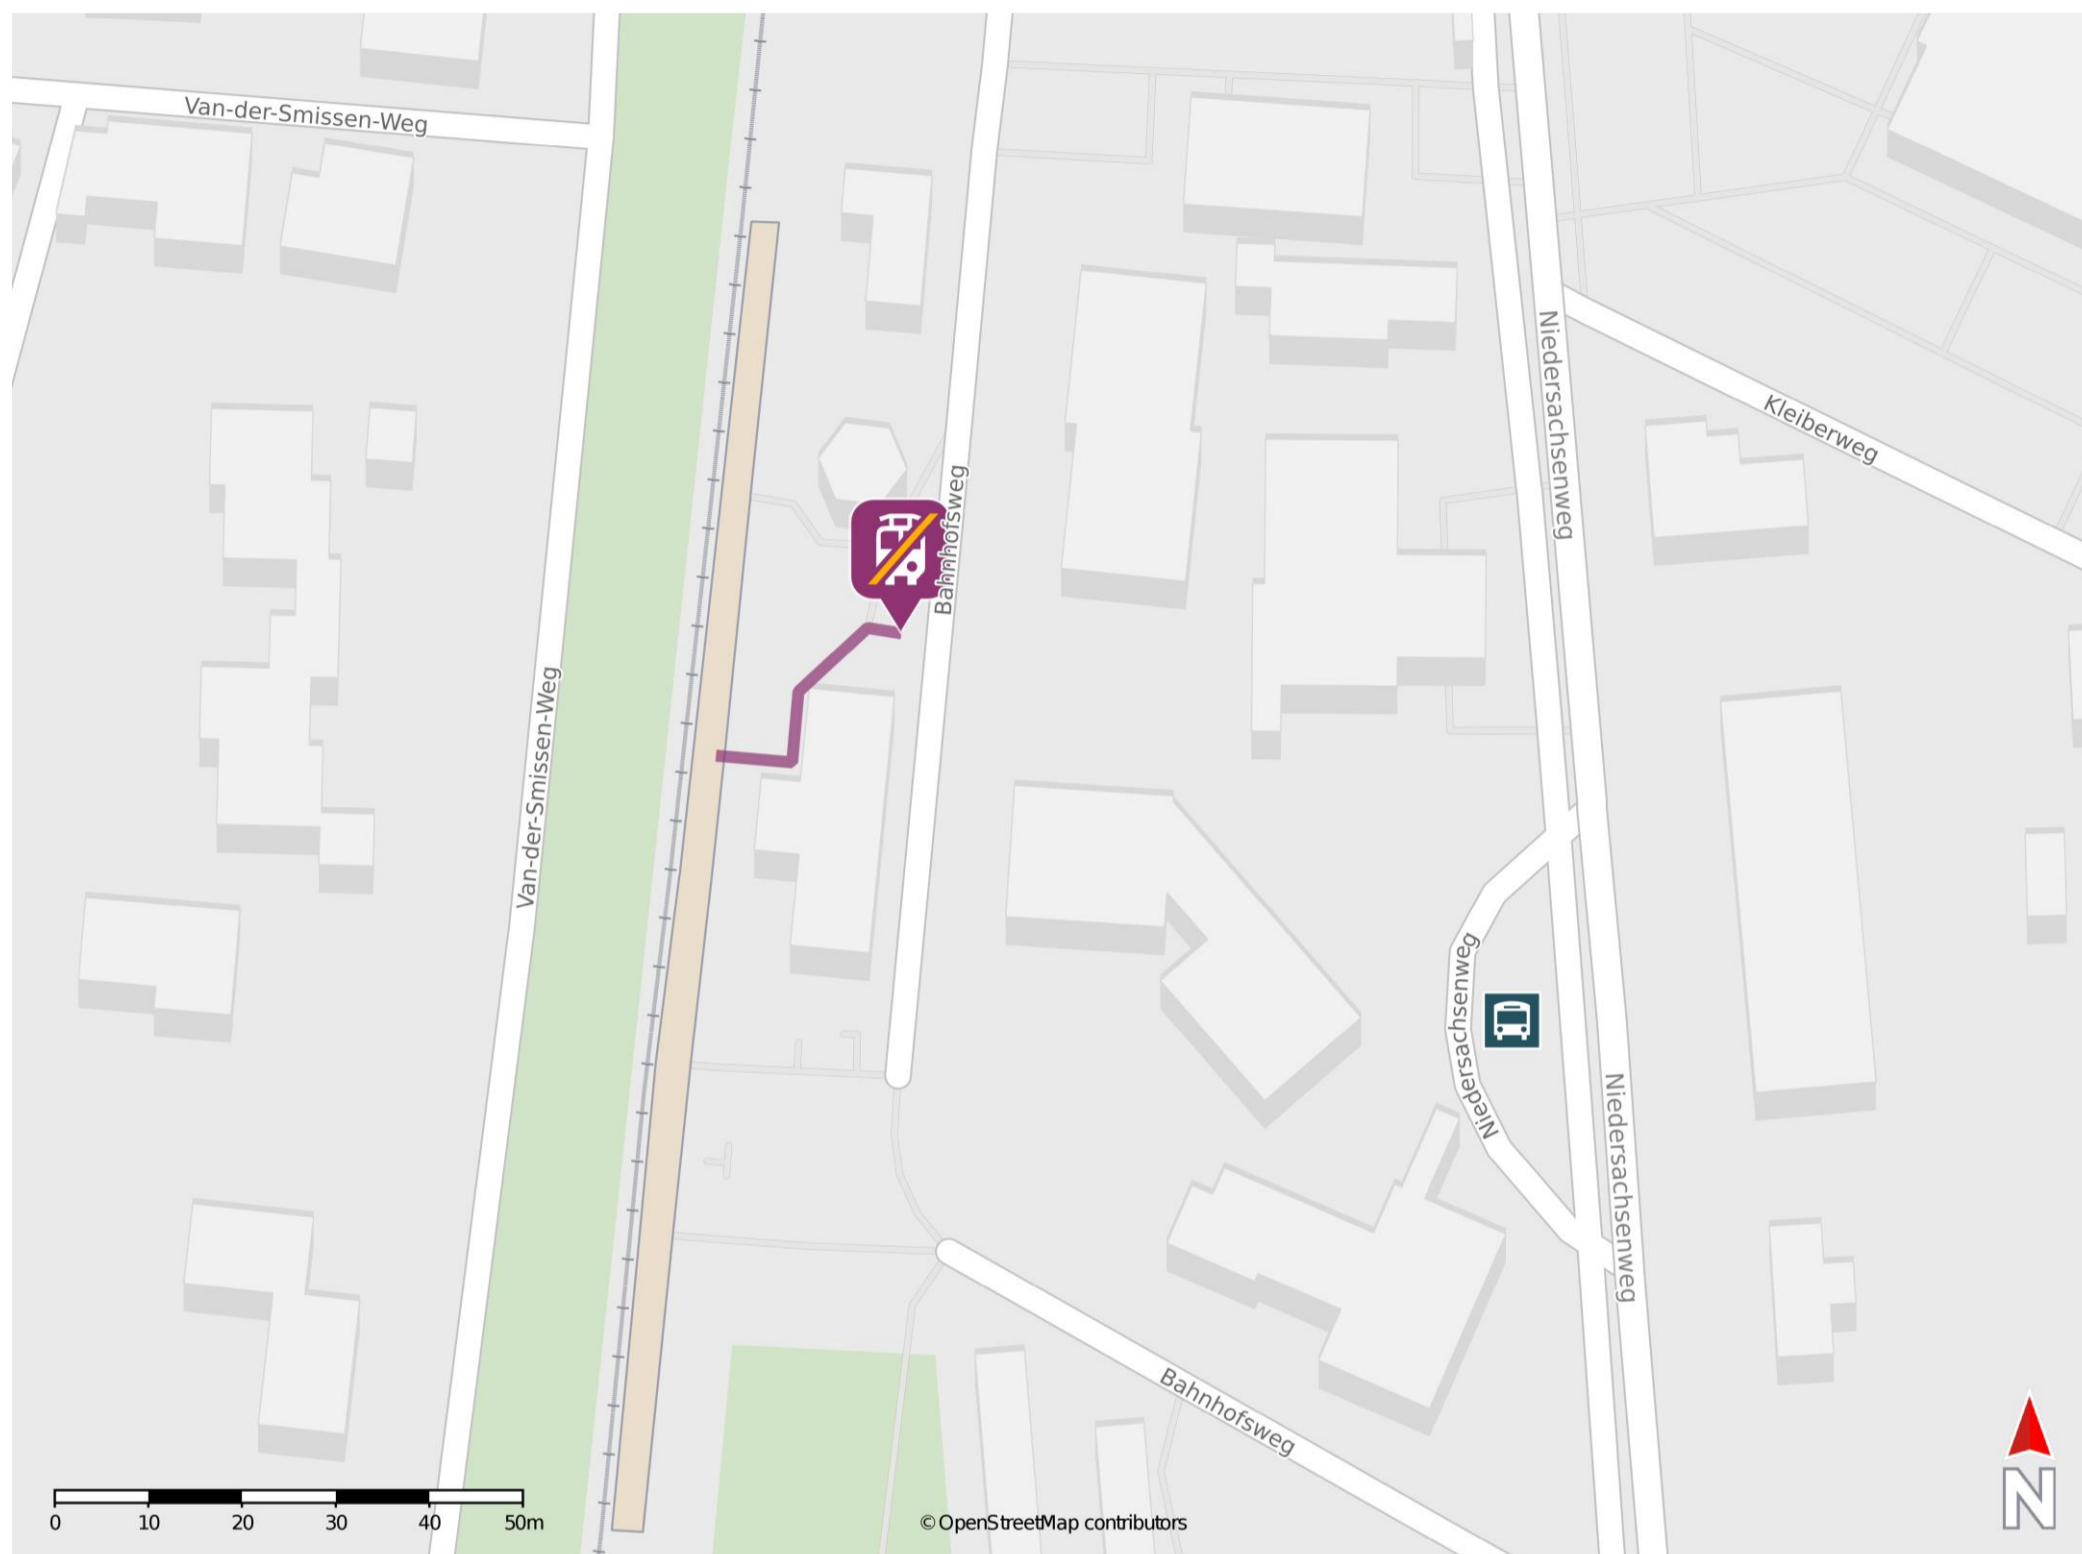 Van-der-Smissen-Weg
Niedersachsenweg
Kleiberweg
Bahnhofsweg
Van-der-Smissen-Weg
Niedersachsenweg
Niedersachsenweg
Bahnhofsweg
0 10 20 30 40 50m
© OpenStreetMap contributors
N